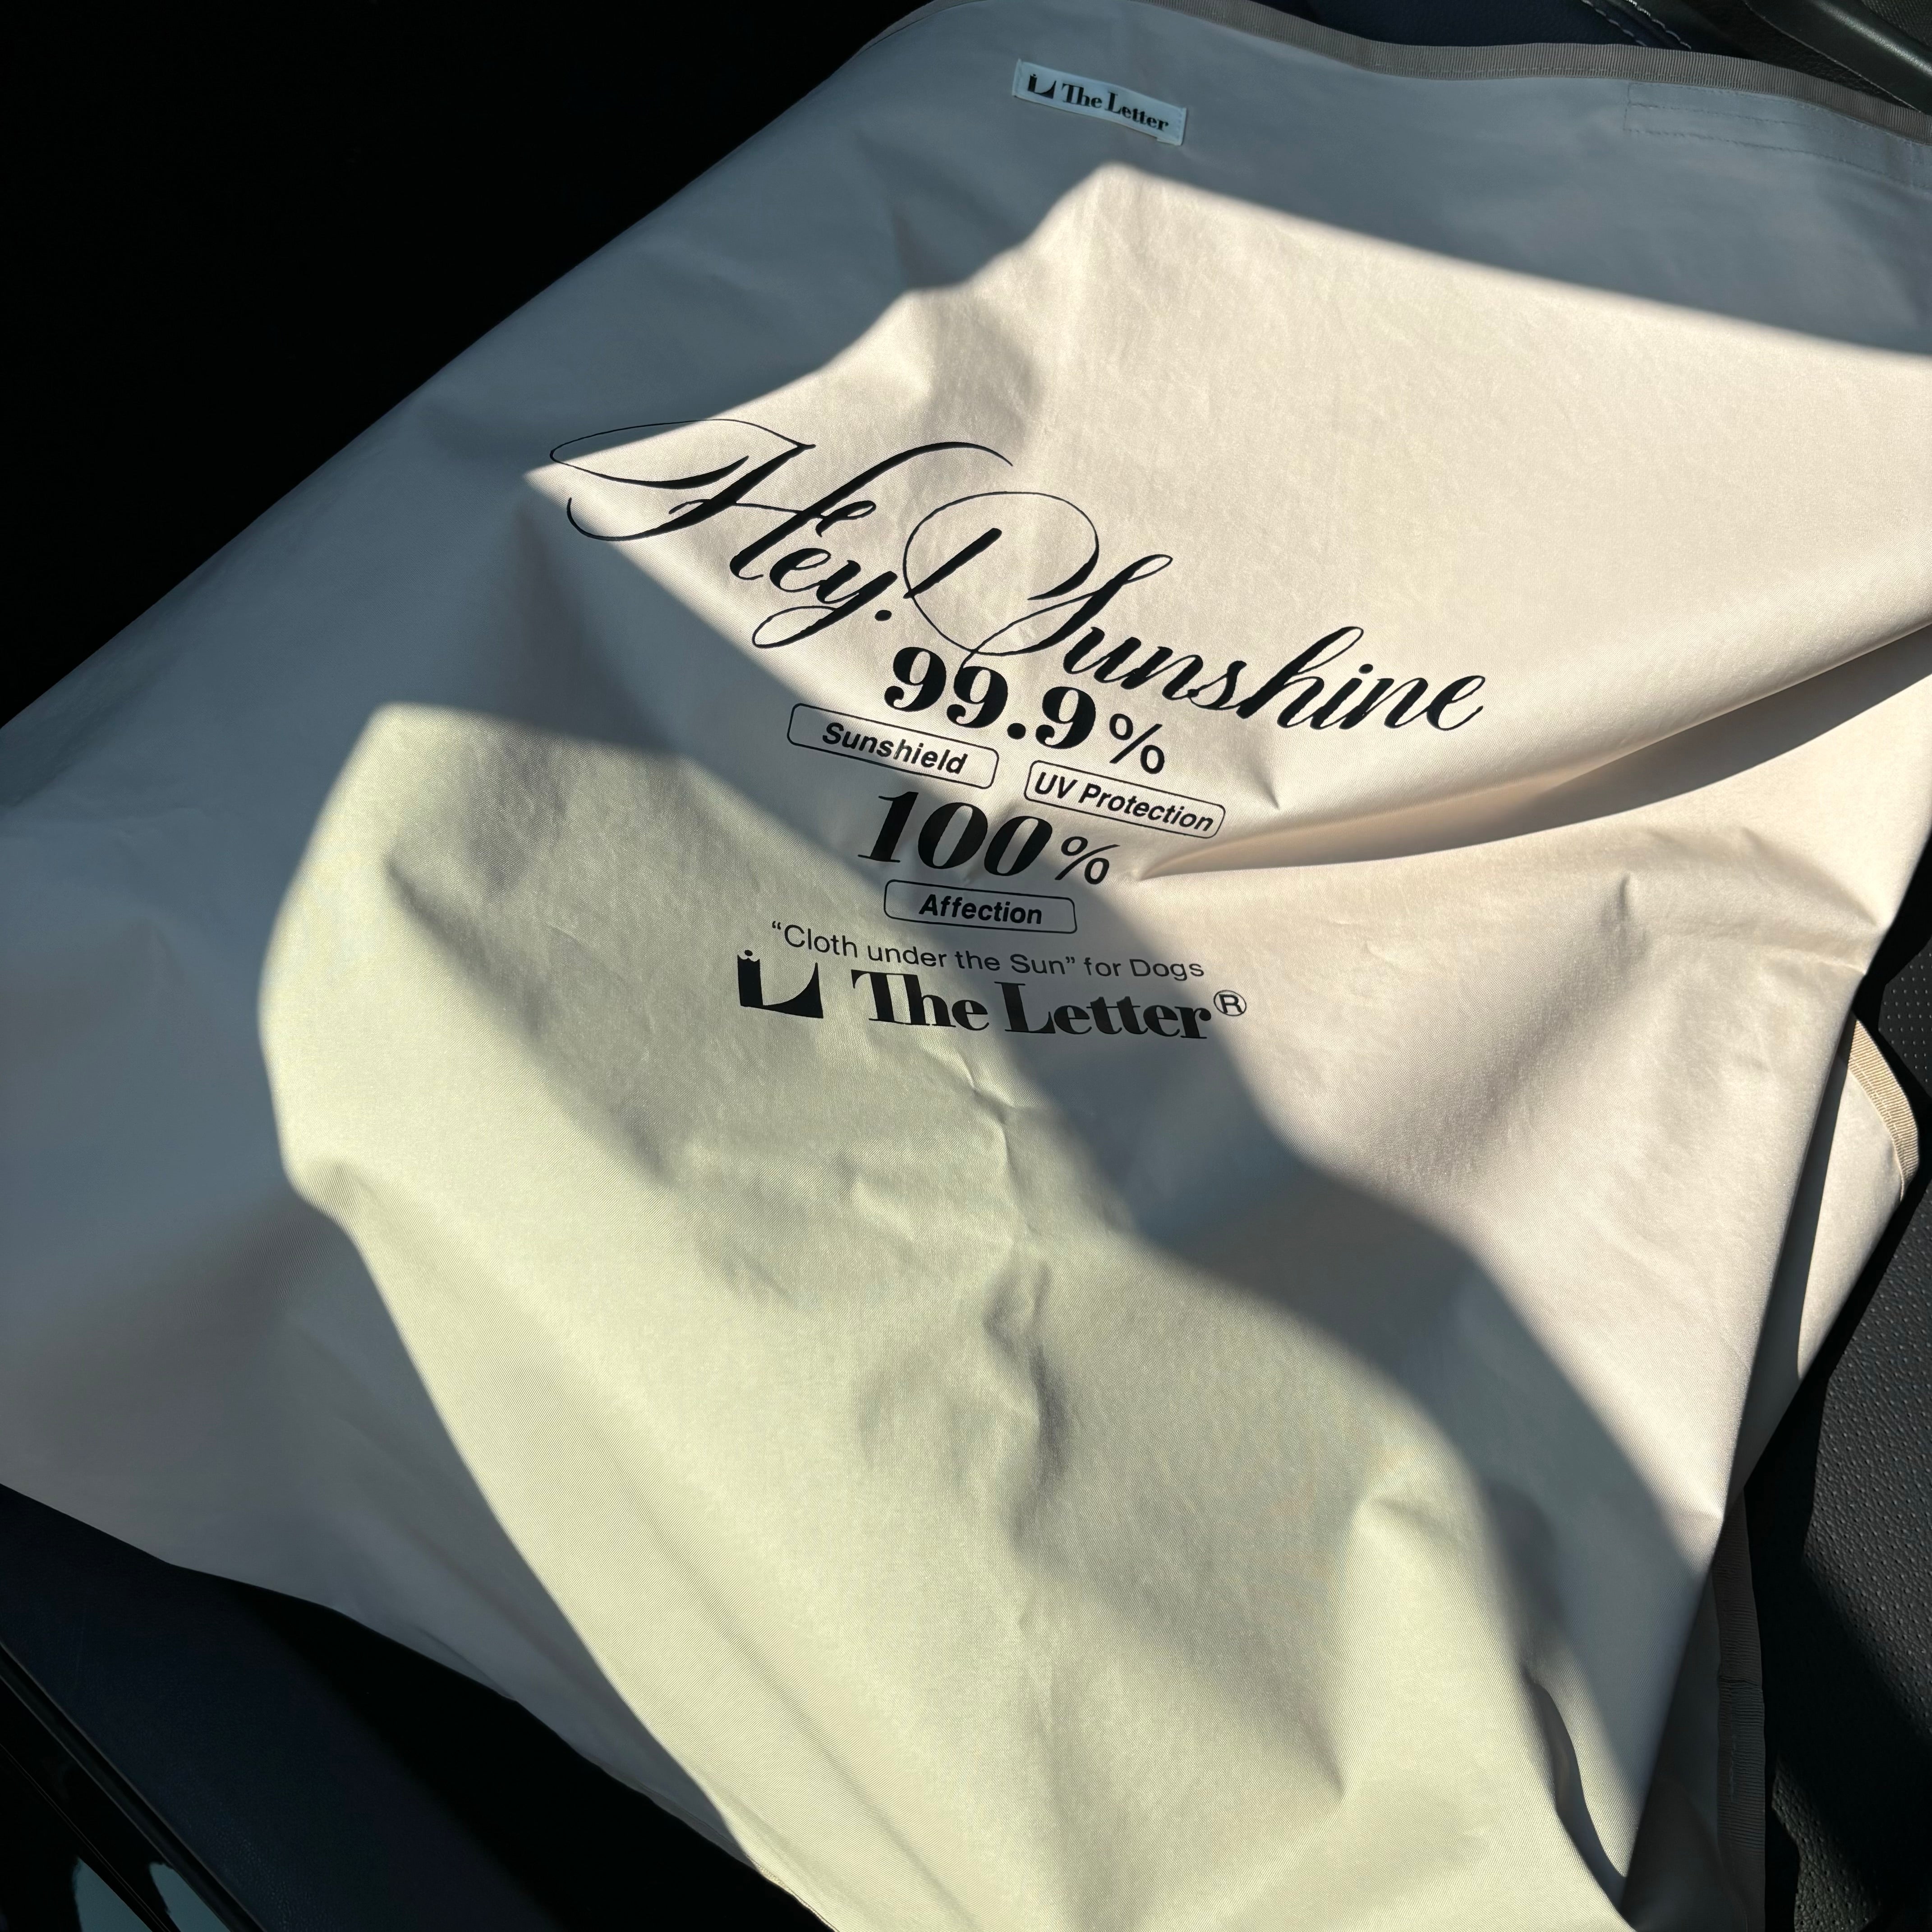 The Letter
Hey. Sunshine
99.9%
Sunshield UV Protection
100%
Affection
“Cloth under the Sun” for Dogs
The Letter®